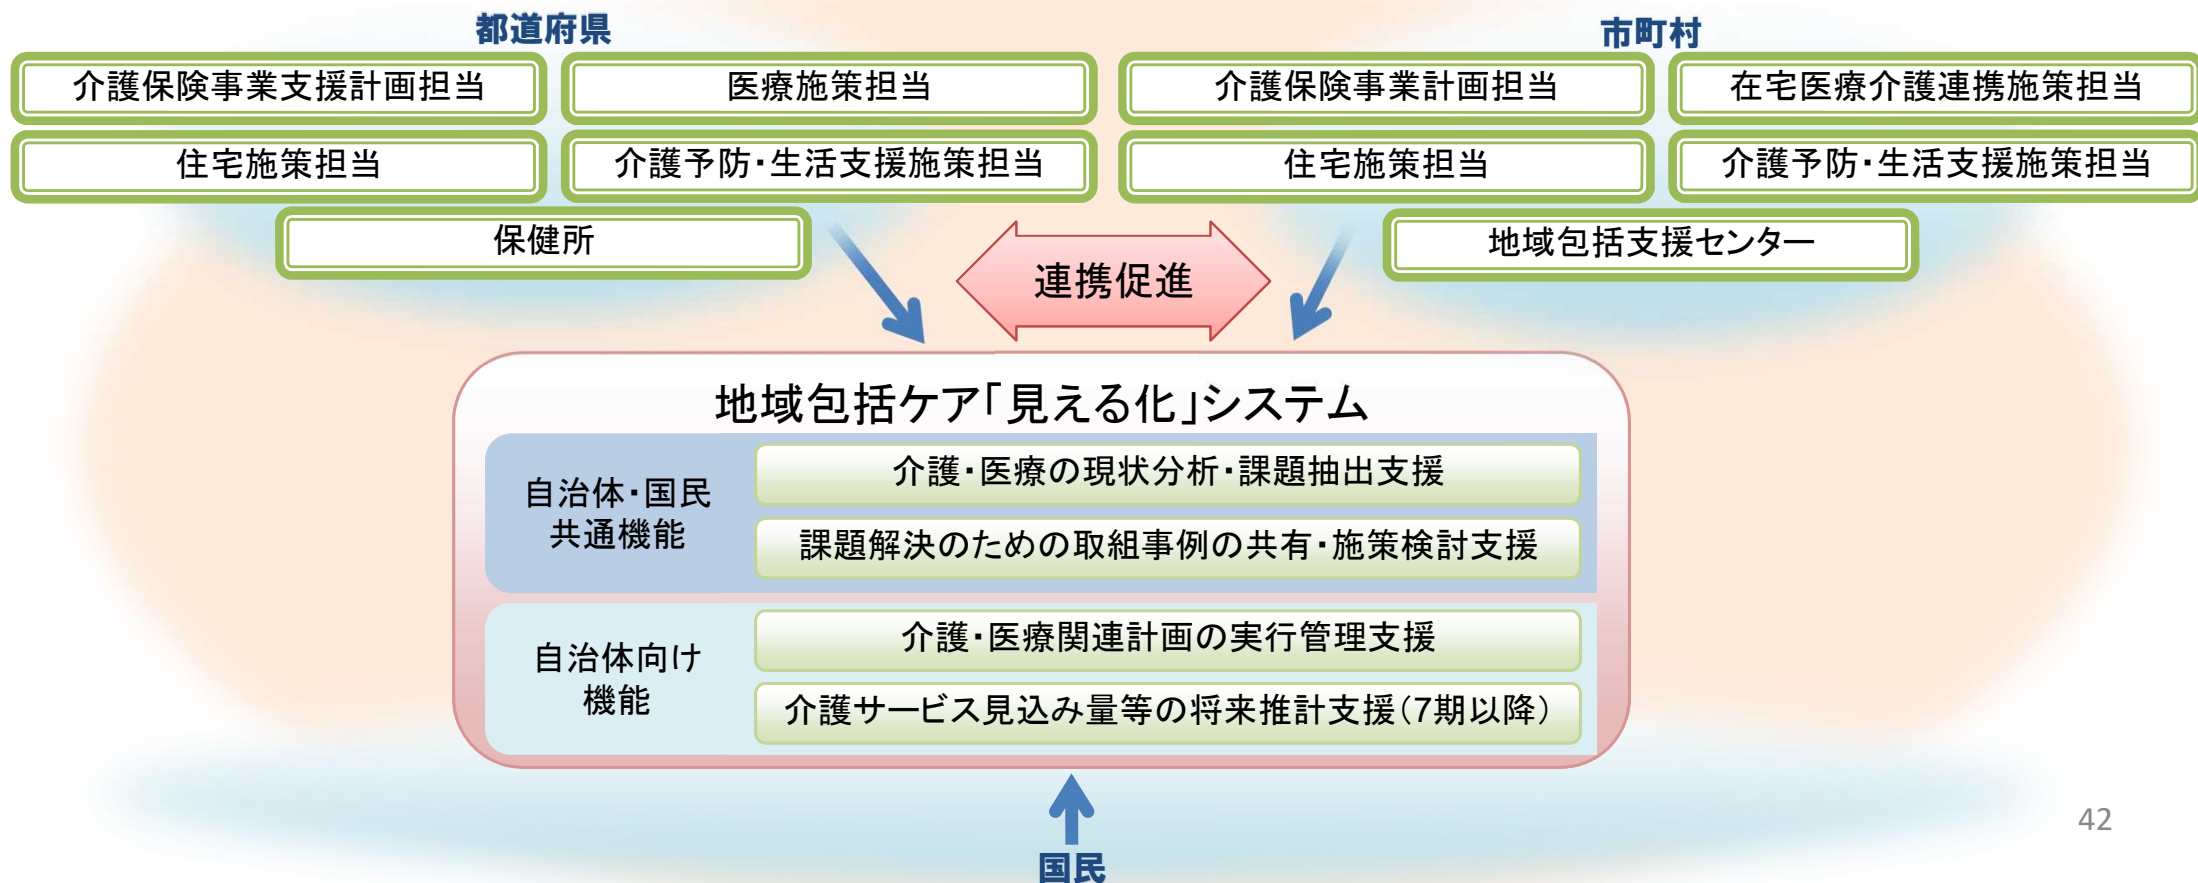 都道府県
介護保険事業支援計画担当
医療施策担当
住宅施策担当
介護予防・生活支援施策担当
保健所
市町村
介護保険事業計画担当
在宅医療介護連携施策担当
住宅施策担当
介護予防・生活支援施策担当
地域包括支援センター
連携促進
地域包括ケア「見える化」システム
自治体・国民
共通機能
介護・医療の現状分析・課題抽出支援
課題解決のための取組事例の共有・施策検討支援
自治体向け
機能
介護・医療関連計画の実行管理支援
介護サービス見込み量等の将来推計支援（7期以降）
国民
42